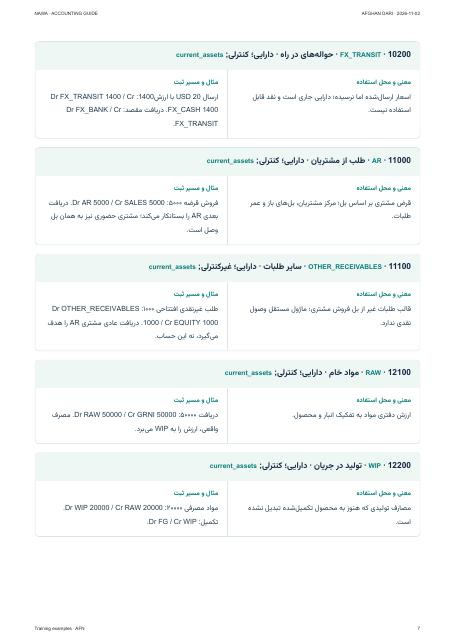 NAWA · ACCOUNTING GUIDE
AFGHAN DARI · 2026-11-02
10200 · FX_TRANSIT · حواله‌های در راه · دارایی؛ کنترلی؛ current_assets
معنی و محل استفاده
اسعار ارسال‌شده اما نرسیده؛ دارایی جاری است و نقد قابل
استفاده نیست.
مثال و مسیر ثبت
ارسال USD 20 با ارزش1400: Dr FX_TRANSIT 1400 / Cr
FX_CASH 1400. دریافت مقصد: Dr FX_BANK / Cr
FX_TRANSIT.
11000 · AR · طلب از مشتریان · دارایی؛ کنترلی؛ current_assets
معنی و محل استفاده
قرض مشتری بر اساس بل؛ مرکز مشتریان، بل‌های باز و عمر
طلبات.
مثال و مسیر ثبت
فروش قرضه ۵۰۰۰: Dr AR 5000 / Cr SALES 5000. دریافت
بعدی AR را بستانکار می‌کند؛ مشتری حضوری نیز به همان بل
وصل است.
11100 · OTHER_RECEIVABLES · سایر طلبات · دارایی؛ غیرکنترلی؛ current_assets
معنی و محل استفاده
قالب طلبات غیر از بل فروش مشتری؛ ماژول مستقل وصول
نقدی ندارد.
مثال و مسیر ثبت
طلب غیرنقدی افتتاحی ۱۰۰۰: Dr OTHER_RECEIVABLES
1000 / Cr EQUITY 1000. دریافت عادی مشتری AR را هدف
می‌گیرد، نه این حساب.
12100 · RAW · مواد خام · دارایی؛ کنترلی؛ current_assets
معنی و محل استفاده
ارزش دفتری مواد به تفکیک انبار و محصول.
مثال و مسیر ثبت
دریافت ۵۰۰۰۰: Dr RAW 50000 / Cr GRNI 50000. مصرف
واقعی، ارزش را به WIP می‌برد.
12200 · WIP · تولید در جریان · دارایی؛ کنترلی؛ current_assets
معنی و محل استفاده
مصارف تولیدی که هنوز به محصول تکمیل‌شده تبدیل نشده
است.
مثال و مسیر ثبت
مواد مصرفی ۲۰۰۰۰: Dr WIP 20000 / Cr RAW 20000.
تکمیل: Dr FG / Cr WIP.
Training examples · AFN
7